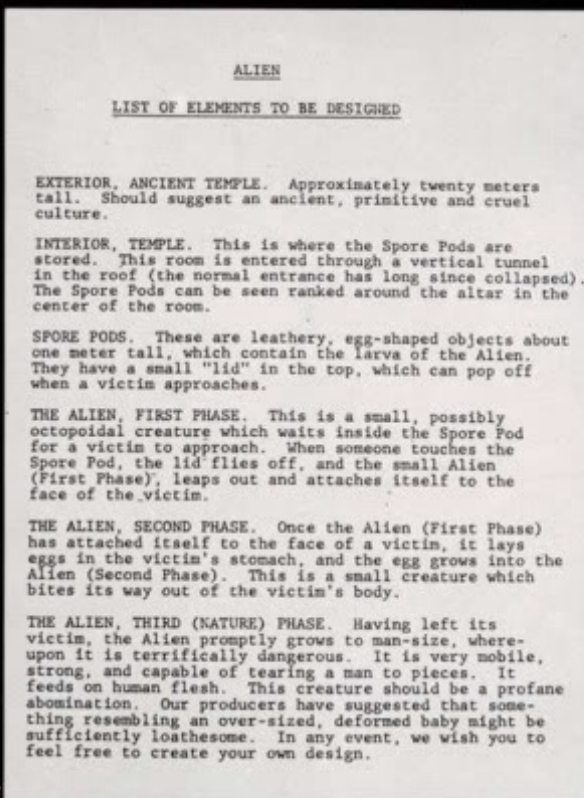 ALIEN
LIST OF ELEMENTS TO BE DESIGNED
EXTERIOR, ANCIENT TEMPLE. Approximately twenty meters
tall. Should suggest an ancient, primitive and cruel
culture.
INTERIOR, TEMPLE. This is where the Spore Pods are
stored. This room is entered through a vertical tunnel
in the roof (the normal entrance has long since collapsed).
The Spore Pods can be seen ranked around the altar in the
center of the room.
SPORE PODS. These are leathery, egg-shaped objects about
one meter tall, which contain the larva of the Alien.
They have a small "lid" in the top, which can pop off
when a victim approaches.
THE ALIEN, FIRST PHASE. This is a small, possibly
octopoidal creature which waits inside the Spore Pod
for a victim to approach. When someone touches the
Spore Pod, the lid flies off, and the small Alien
(First Phase), leaps out and attaches itself to the
face of the victim.
THE ALIEN, SECOND PHASE. Once the Alien (First Phase)
has attached itself to the face of a victim, it lays
eggs in the victim's stomach, and the egg grows into the
Alien (Second Phase). This is a small creature which
bites its way out of the victim's body.
THE ALIEN, THIRD (NATURE) PHASE. Having left its
victim, the Alien promptly grows to man-size, where-
upon it is terrifically dangerous. It is very mobile,
strong, and capable of tearing a man to pieces. It
feeds on human flesh. This creature should be a profane
abomination. Our producers have suggested that some-
thing resembling an over-sized, deformed baby might be
sufficiently loathesome. In any event, we wish you to
feel free to create your own design.